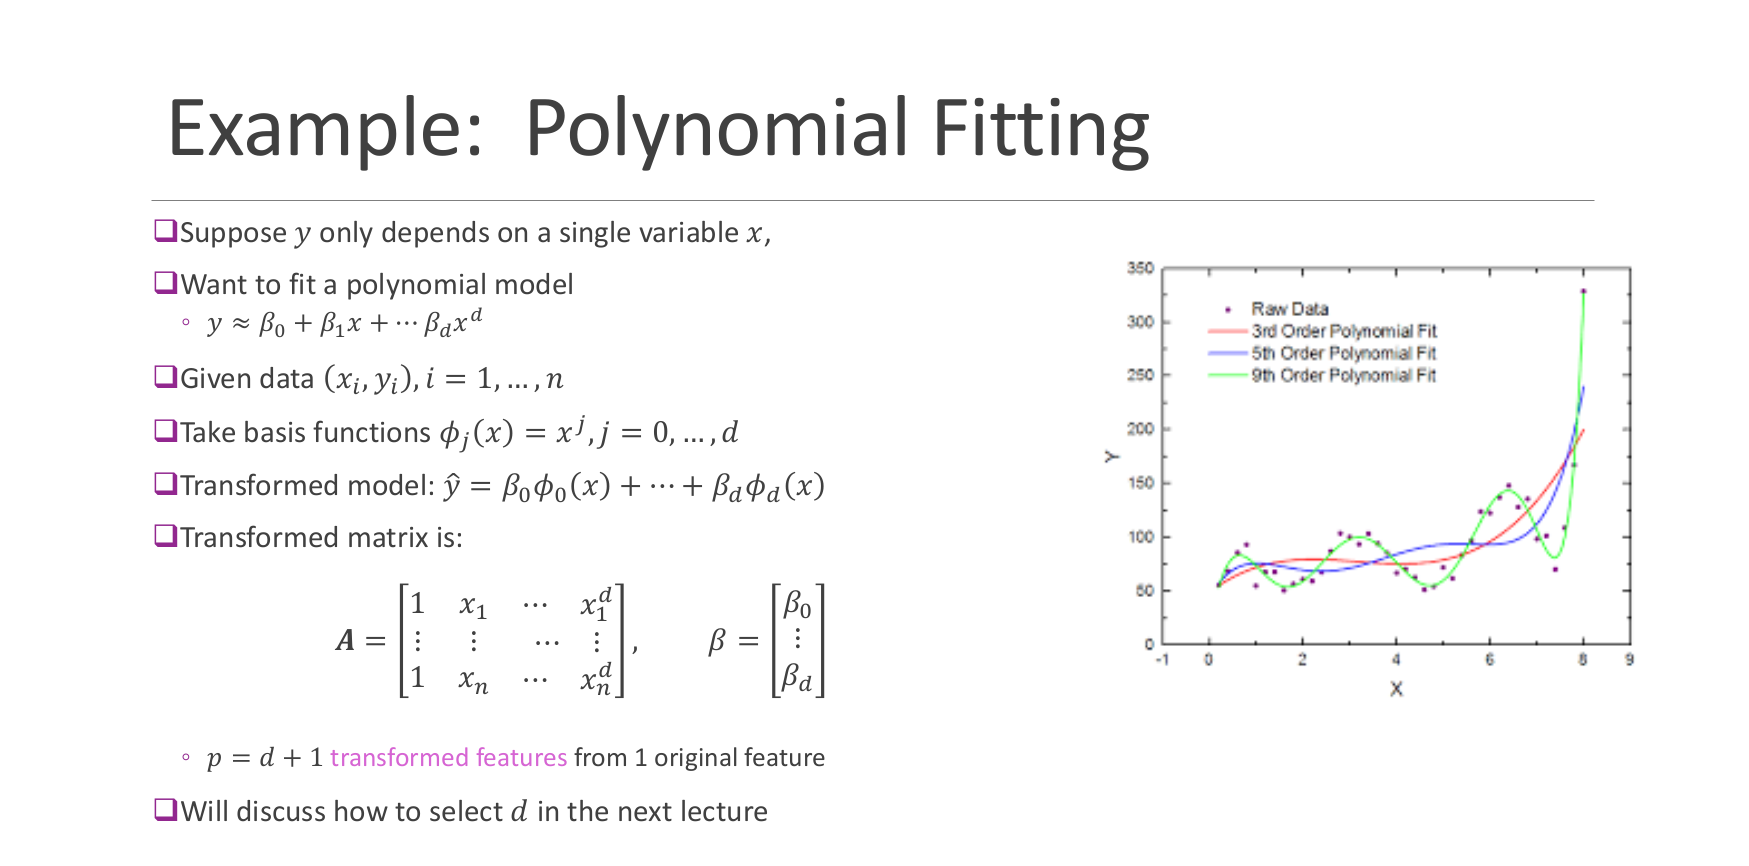 Example: Polynomial Fitting
❑Suppose 𝑦 only depends on a single variable 𝑥,
❑Want to fit a polynomial model
◦ 𝑦 ≈ 𝛽₀ + 𝛽₁𝑥 + ⋯ 𝛽_d 𝑥^d
❑Given data (𝑥ᵢ, 𝑦ᵢ), 𝑖 = 1, … , 𝑛
❑Take basis functions 𝜙ⱼ(𝑥) = 𝑥^j, 𝑗 = 0, … , 𝑑
❑Transformed model: ŷ = 𝛽₀𝜙₀(𝑥) + ⋯ + 𝛽_d 𝜙_d(𝑥)
❑Transformed matrix is:
𝑨 = [1 𝑥₁ ⋯ 𝑥₁^d
⋮ ⋮ ⋯ ⋮
1 𝑥ₙ ⋯ 𝑥ₙ^d], 𝛽 = [𝛽₀
⋮
𝛽_d]
◦ 𝑝 = 𝑑 + 1 transformed features from 1 original feature
❑Will discuss how to select 𝑑 in the next lecture
Raw Data
3rd Order Polynomial Fit
5th Order Polynomial Fit
9th Order Polynomial Fit
350
300
250
200
150
100
50
0
Y
-1 0 2 4 6 8 9
X